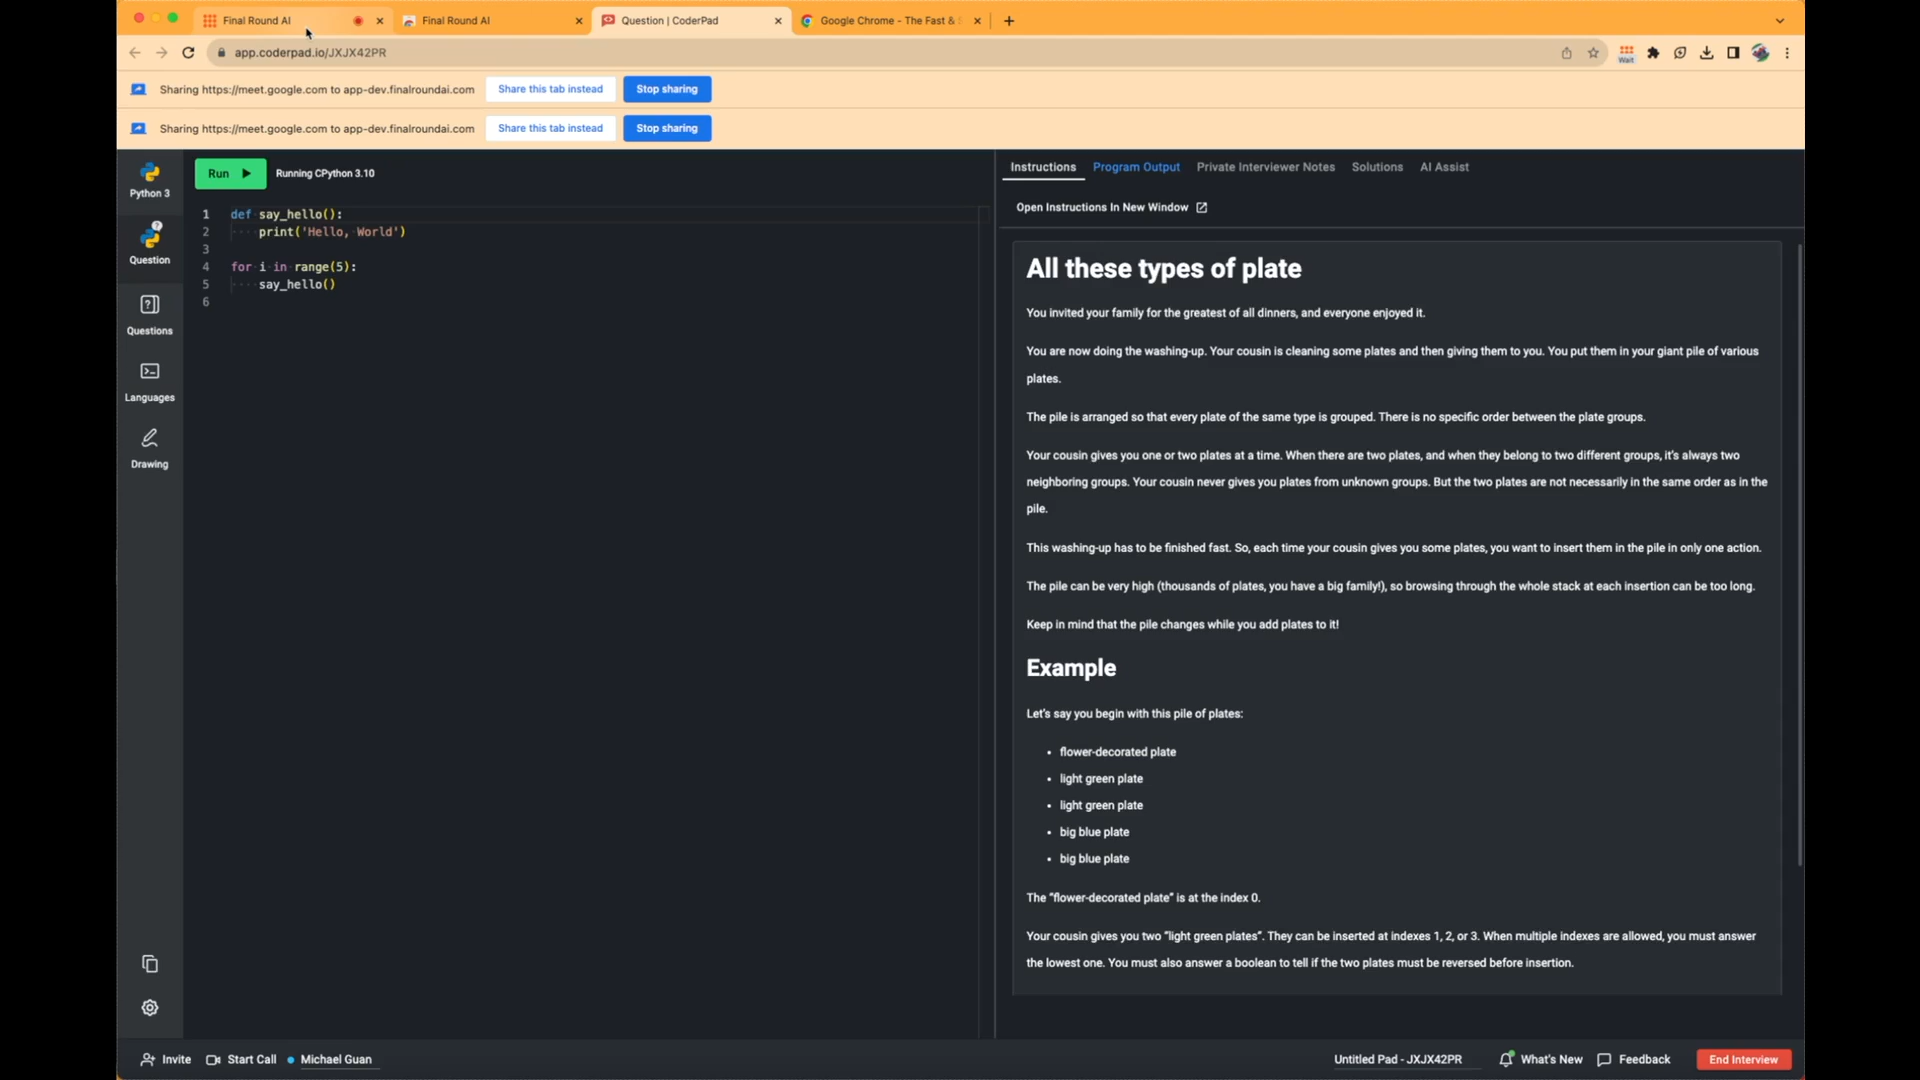 Final Round AI
Final Round AI
Question | CoderPad
Google Chrome - The Fast &
app.coderpad.io/JXJX42PR
Wait
Sharing https://meet.google.com to app-dev.finalroundai.com
Share this tab instead
Stop sharing
Sharing https://meet.google.com to app-dev.finalroundai.com
Share this tab instead
Stop sharing
Python 3
Question
Questions
Languages
Drawing
Run
Running CPython 3.10
1 def say_hello():
2 print('Hello, World')
3
4 for i in range(5):
5 say_hello()
6
Instructions
Program Output
Private Interviewer Notes
Solutions
AI Assist
Open Instructions In New Window
All these types of plate
You invited your family for the greatest of all dinners, and everyone enjoyed it.
You are now doing the washing-up. Your cousin is cleaning some plates and then giving them to you. You put them in your giant pile of various
plates.
The pile is arranged so that every plate of the same type is grouped. There is no specific order between the plate groups.
Your cousin gives you one or two plates at a time. When there are two plates, and when they belong to two different groups, it's always two
neighboring groups. Your cousin never gives you plates from unknown groups. But the two plates are not necessarily in the same order as in the
pile.
This washing-up has to be finished fast. So, each time your cousin gives you some plates, you want to insert them in the pile in only one action.
The pile can be very high (thousands of plates, you have a big family!), so browsing through the whole stack at each insertion can be too long.
Keep in mind that the pile changes while you add plates to it!
Example
Let's say you begin with this pile of plates:
• flower-decorated plate
• light green plate
• light green plate
• big blue plate
• big blue plate
The "flower-decorated plate" is at the index 0.
Your cousin gives you two "light green plates". They can be inserted at indexes 1, 2, or 3. When multiple indexes are allowed, you must answer
the lowest one. You must also answer a boolean to tell if the two plates must be reversed before insertion.
Invite
Start Call
Michael Guan
Untitled Pad - JXJX42PR
What's New
Feedback
End Interview